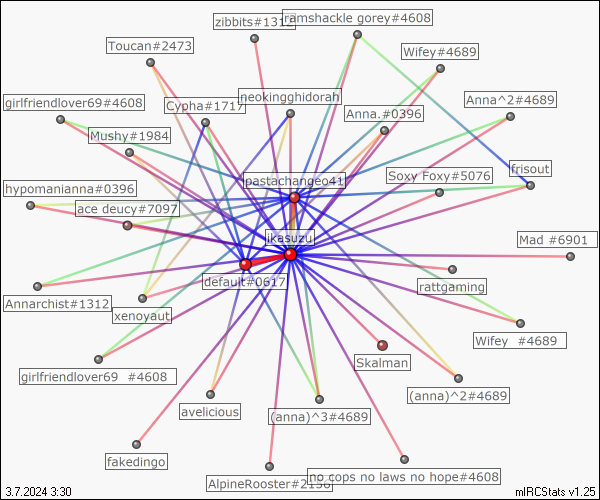 zibbits#1312
ramshackle gorey#4608
Toucan#2473
Wifey#4689
girlfriendlover69#4608
Cypha#1717
neokingghidorah
Anna.#0396
Anna^2#4689
Mushy#1984
hypomanianna#0396
pastachangeo41
Soxy Foxy#5076
frisout
ace deucy#7097
ikasuzu
Mad #6901
default#0617
rattgaming
Annarchist#1312
xenoyaut
Wifey #4689
Skalman
girlfriendlover69 #4608
avelicious
(anna)^3#4689
(anna)^2#4689
fakedingo
AlpineRooster#2158
no cops no laws no hope#4608
3.7.2024 3:30
mIRCStats v1.25